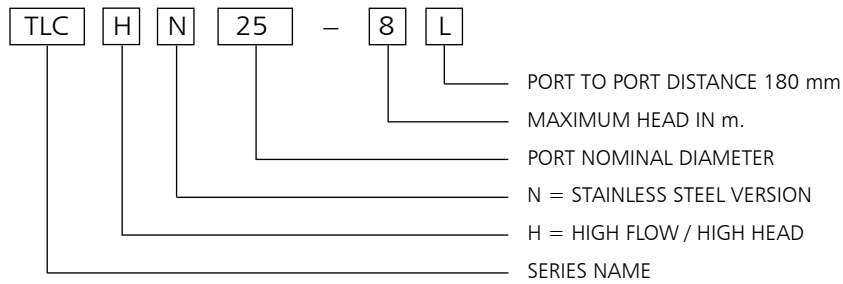 TLC H N 25 – 8 L
PORT TO PORT DISTANCE 180 mm
MAXIMUM HEAD IN m.
PORT NOMINAL DIAMETER
N = STAINLESS STEEL VERSION
H = HIGH FLOW / HIGH HEAD
SERIES NAME